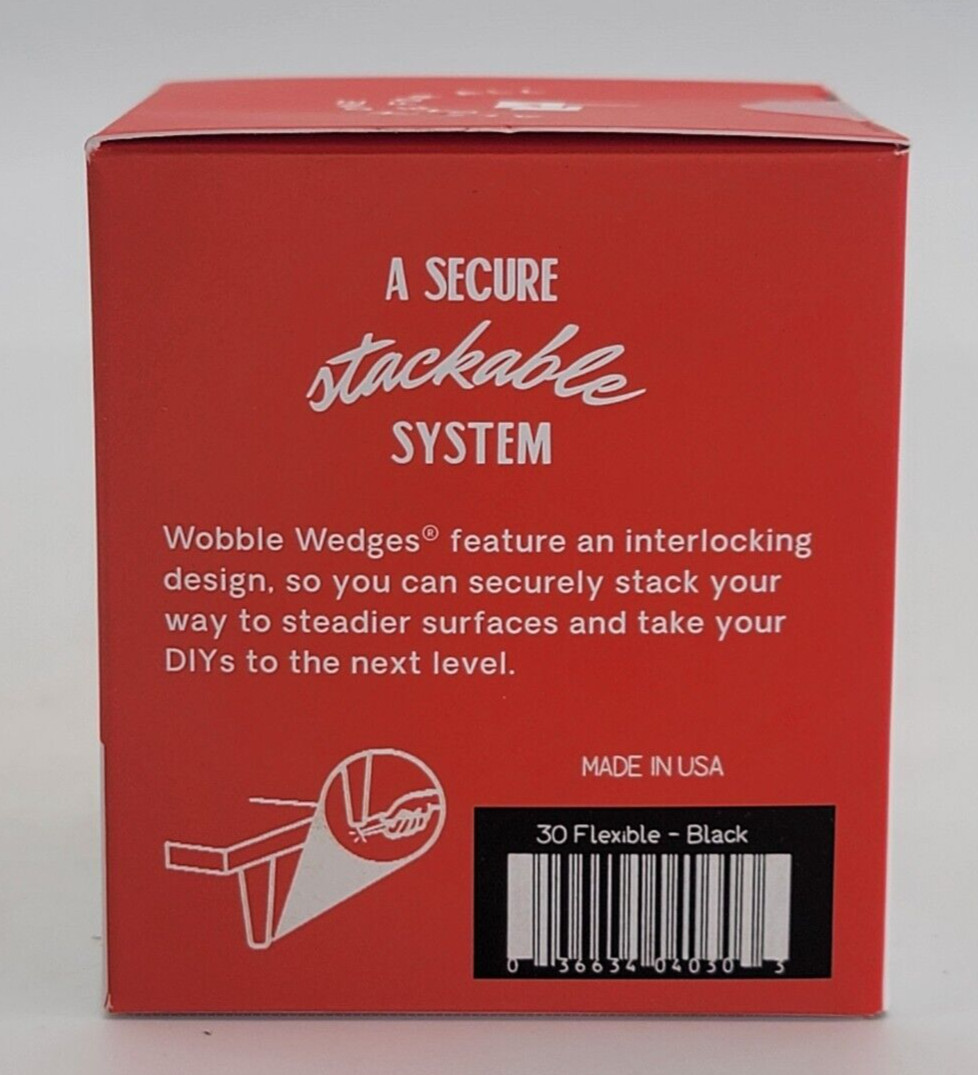 A SECURE
stackable
SYSTEM
Wobble Wedges® feature an interlocking
design, so you can securely stack your
way to steadier surfaces and take your
DIYs to the next level.
MADE IN USA
30 Flexible - Black
0 36634 04030 3